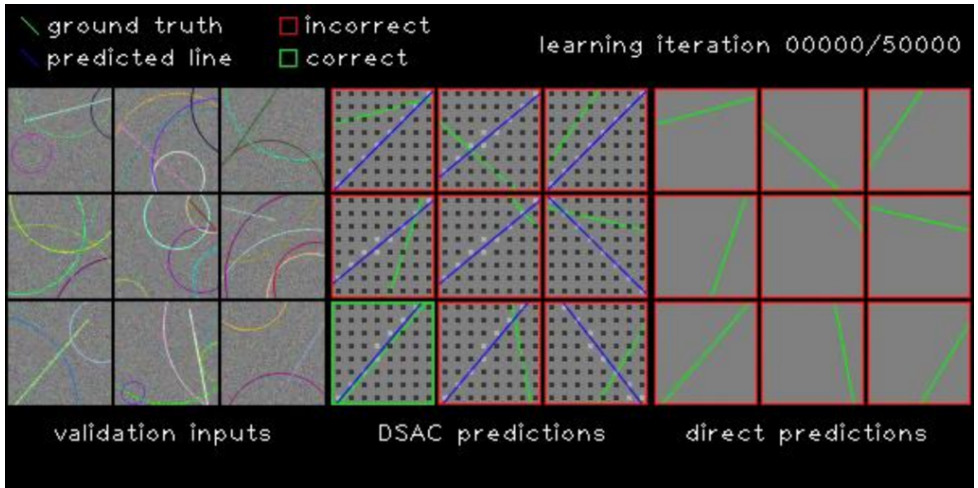 ground truth
incorrect
predicted line
correct
learning iteration 00000/50000
validation inputs
DSAC predictions
direct predictions